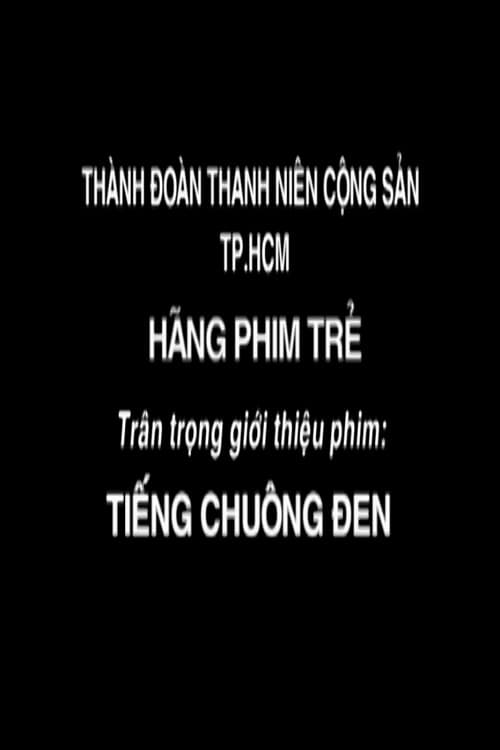 THÀNH ĐOÀN THANH NIÊN CỘNG SẢN
TP.HCM
HÃNG PHIM TRẺ
Trân trọng giới thiệu phim:
TIẾNG CHUÔNG ĐEN